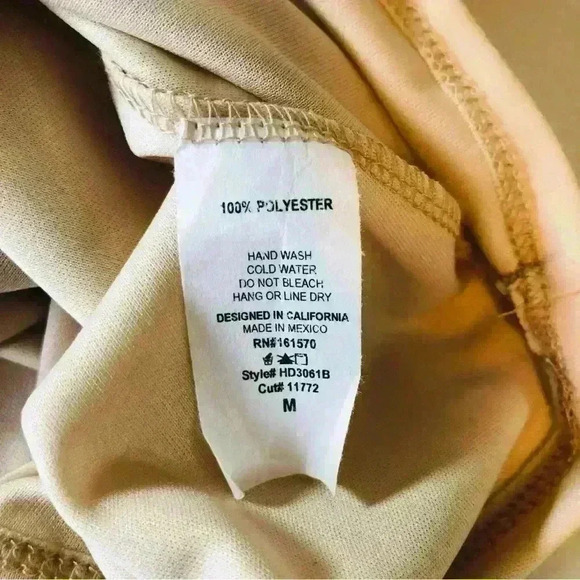 100% POLYESTER
HAND WASH
COLD WATER
DO NOT BLEACH
HANG OR LINE DRY
DESIGNED IN CALIFORNIA
MADE IN MEXICO
RN#161570
Style# HD3061B
Cut# 11772
M